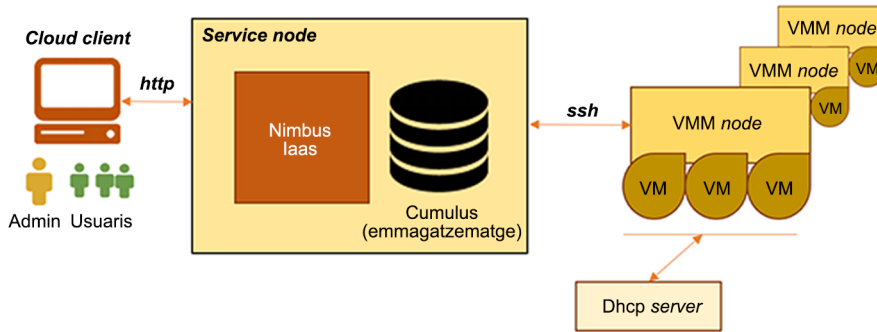 Cloud client
http
Admin
Usuaris
Service node
Nimbus
Iaas
Cumulus
(emmagatzematge)
ssh
VMM node
VM
VMM node
VM
VMM node
VM
VM
VM
Dhcp server